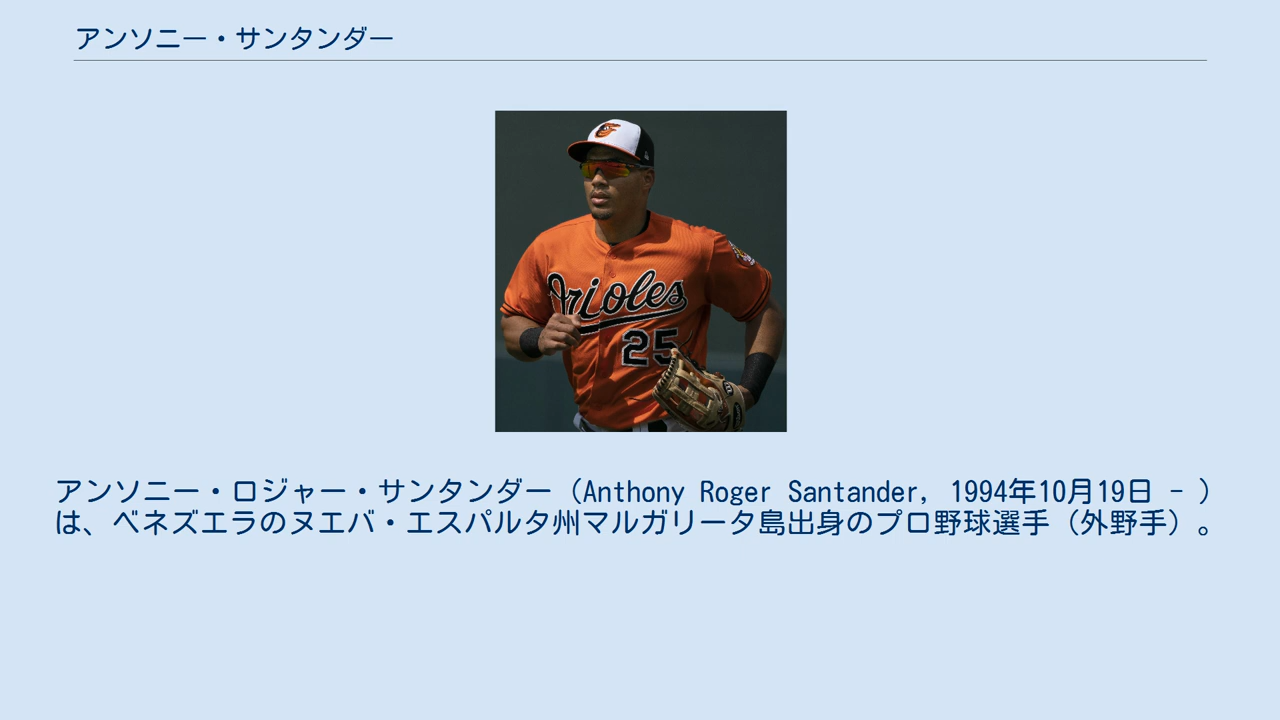 アンソニー・サンタンダー
Orioles
25
アンソニー・ロジャー・サンタンダー（Anthony Roger Santander, 1994年10月19日 - ）
は、ベネズエラのヌエバ・エスパルタ州マルガリータ島出身のプロ野球選手（外野手）。